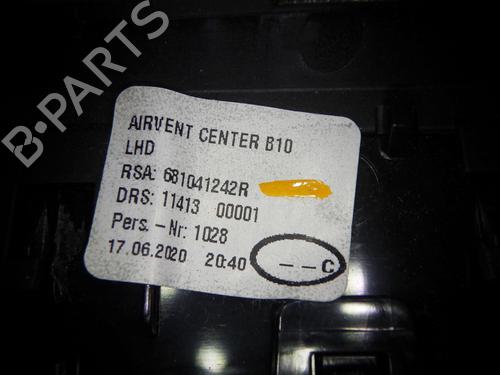 B-PARTS
AIRVENT CENTER B10
LHD
RSA: 681041242R
DRS: 11413 00001
Pers.-Nr: 1028
17.06.2020 20:40 --C